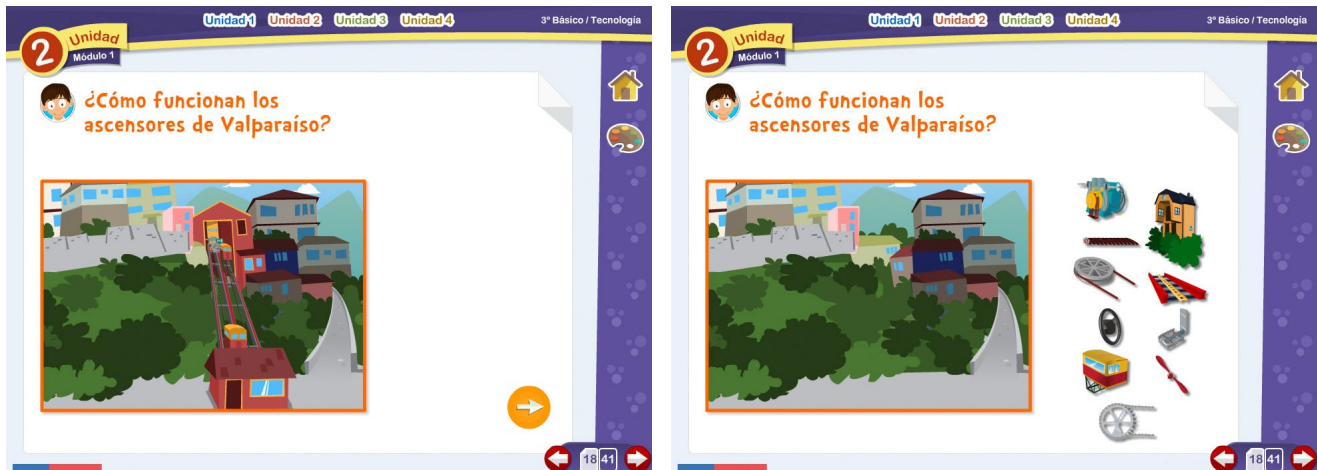 Unidad 1 Unidad 2 Unidad 3 Unidad 4
3º Básico / Tecnología
2 Unidad
Módulo 1
¿Cómo funcionan los
ascensores de Valparaíso?
18 41
Unidad 1 Unidad 2 Unidad 3 Unidad 4
3º Básico / Tecnología
2 Unidad
Módulo 1
¿Cómo funcionan los
ascensores de Valparaíso?
18 41